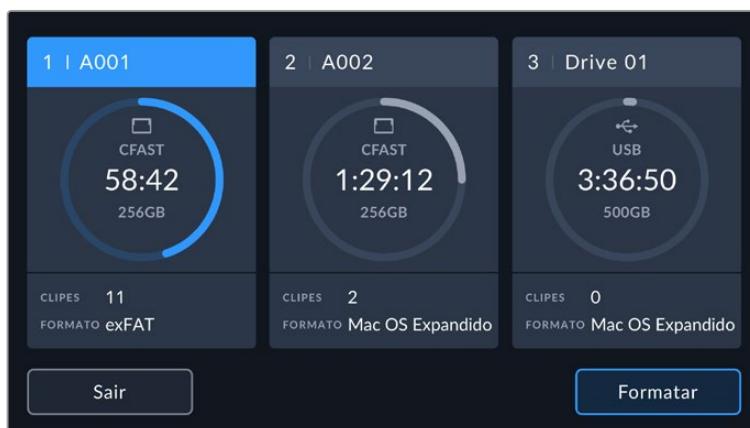 1 | A001
CFAST
58:42
256GB
CLIPES 11
FORMATO exFAT
2 | A002
CFAST
1:29:12
256GB
CLIPES 2
FORMATO Mac OS Expandido
3 | Drive 01
USB
3:36:50
500GB
CLIPES 0
FORMATO Mac OS Expandido
Sair
Formatar